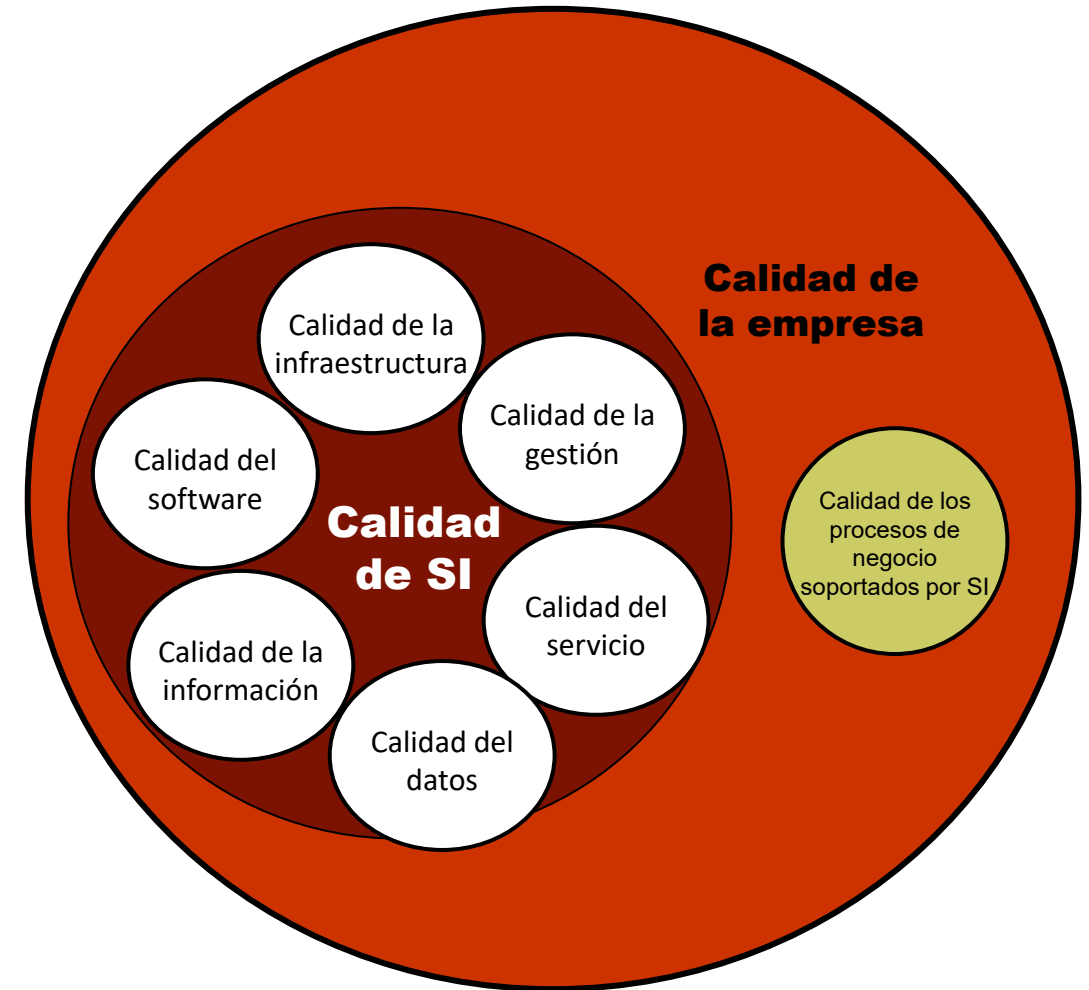 Calidad de
la empresa
Calidad de la
infraestructura
Calidad de la
gestión
Calidad del
software
Calidad
de SI
Calidad de los
procesos de
negocio
soportados por SI
Calidad del
servicio
Calidad de la
información
Calidad del
datos